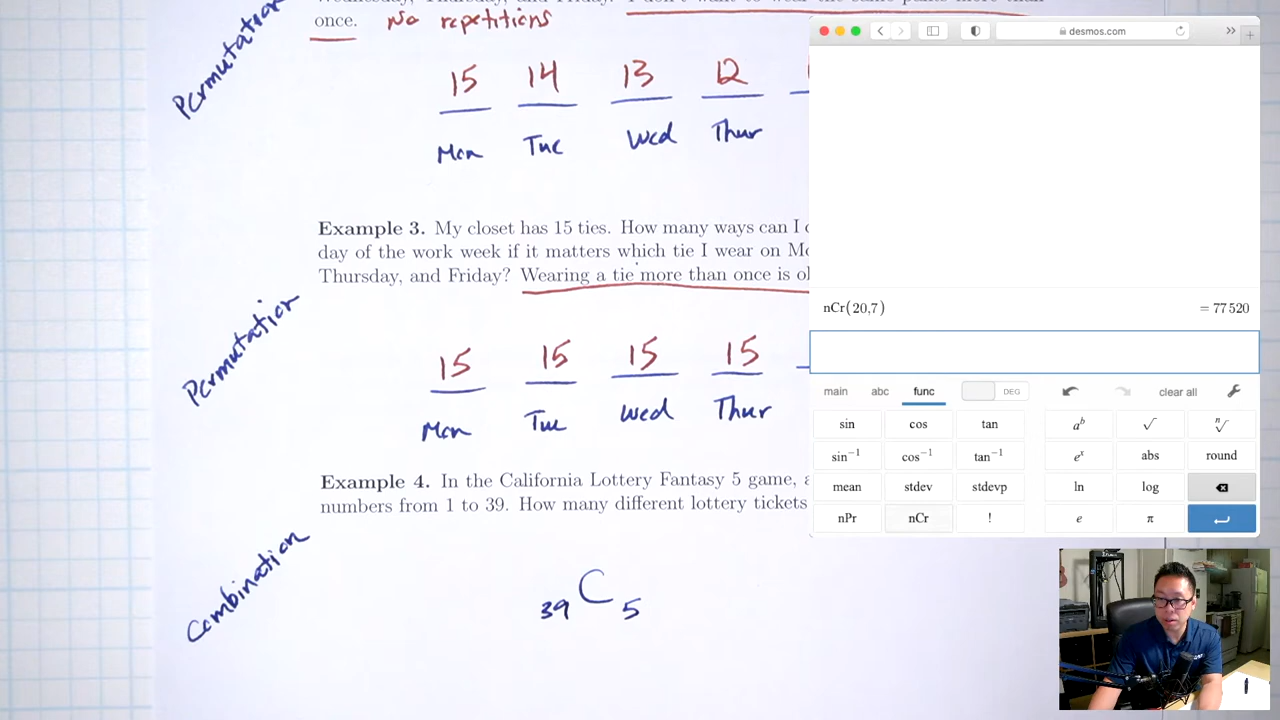 once. No repetitions
Permutation
15 14 13 12
Mon Tue Wed Thur
Example 3. My closet has 15 ties. How many ways can I
day of the work week if it matters which tie I wear on
Thursday, and Friday? Wearing a tie more than once is
Permutation
15 15 15 15
Mon Tue Wed Thur
Example 4. In the California Lottery Fantasy 5 game,
numbers from 1 to 39. How many different lottery tickets
Combination
39 C 5
desmos.com
nCr(20,7) = 77520
main abc func DEG clear all
sin cos tan a^b √ n√
sin⁻¹ cos⁻¹ tan⁻¹ e^x abs round
mean stdev stdevp ln log
nPr nCr ! e π